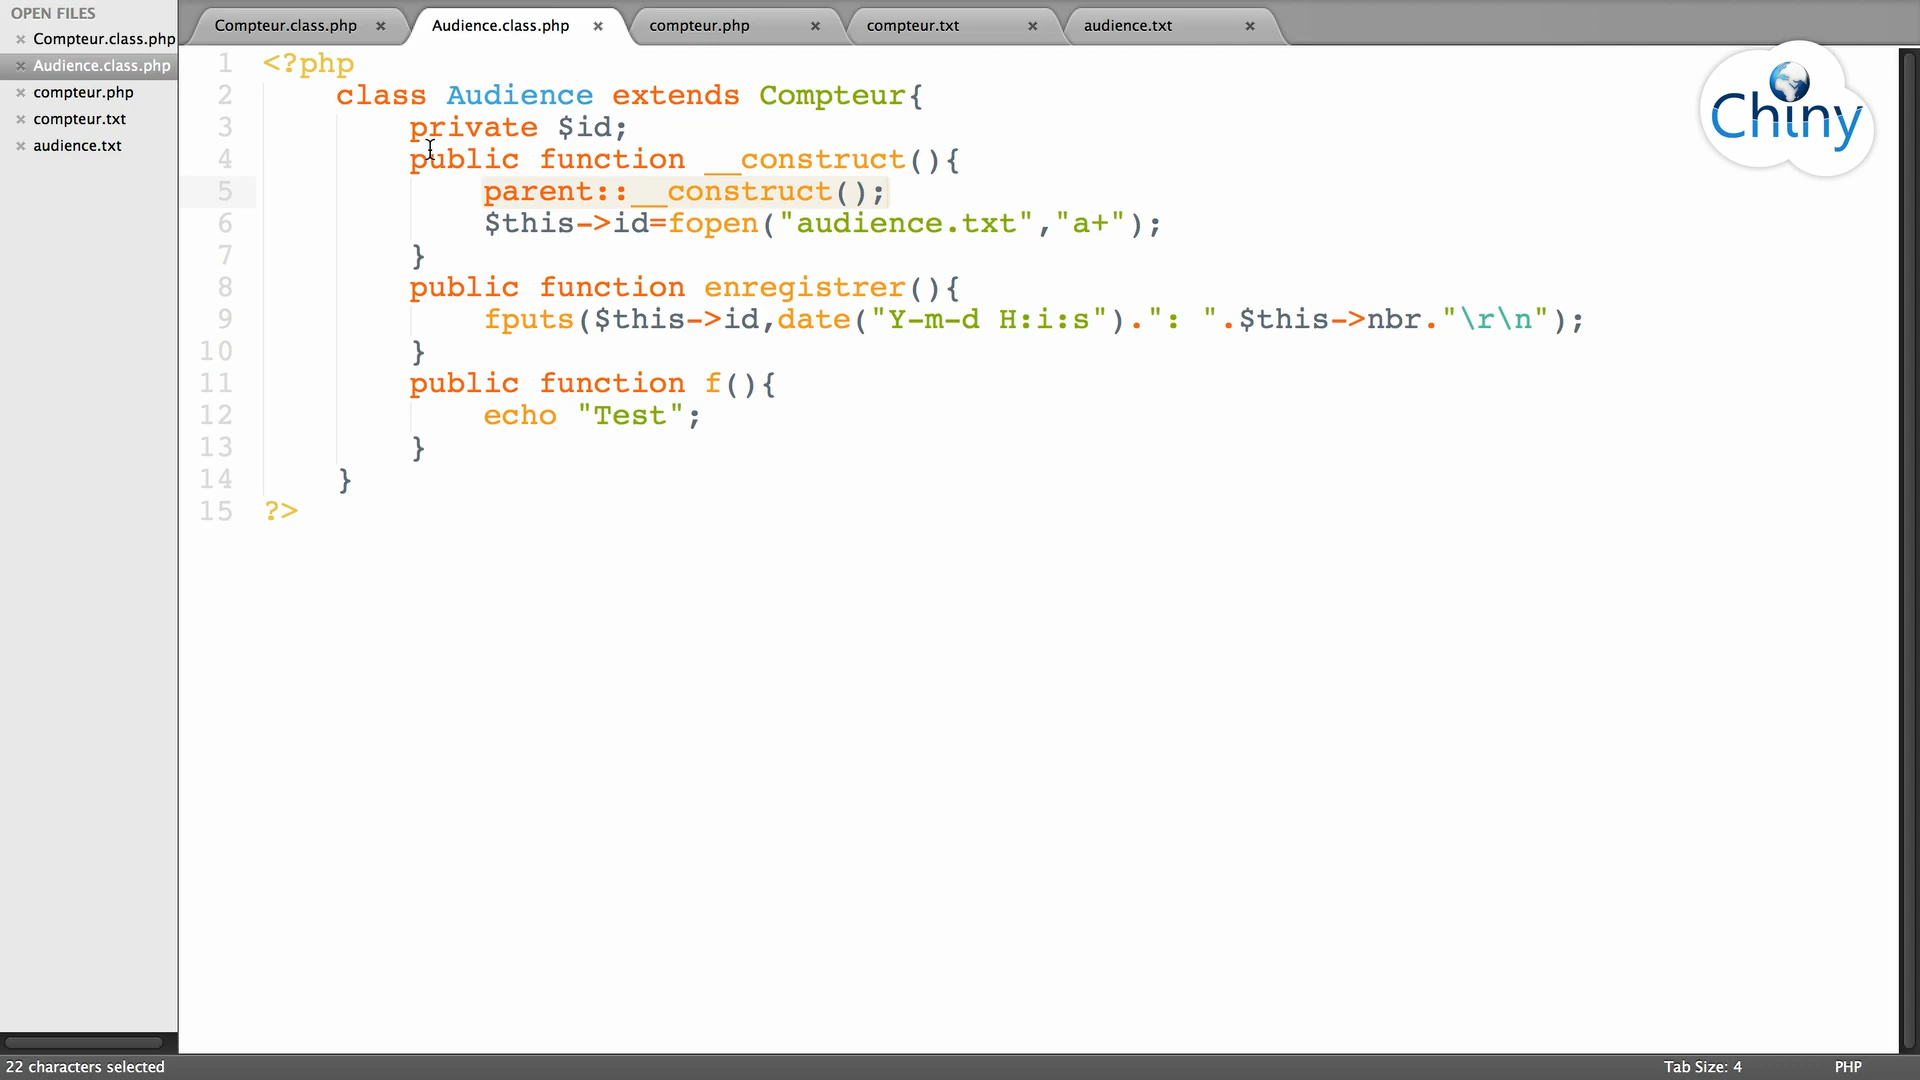 OPEN FILES
Compteur.class.php
Audience.class.php
compteur.php
compteur.txt
audience.txt
Compteur.class.php
Audience.class.php
compteur.php
compteur.txt
audience.txt
1 <?php
2 class Audience extends Compteur{
3 private $id;
4 public function __construct(){
5 parent::__construct();
6 $this->id=fopen("audience.txt","a+");
7 }
8 public function enregistrer(){
9 fputs($this->id,date("Y-m-d H:i:s").": ".$this->nbr."\r\n");
10 }
11 public function f(){
12 echo "Test";
13 }
14 }
15 ?>
Chiny
22 characters selected
Tab Size: 4
PHP